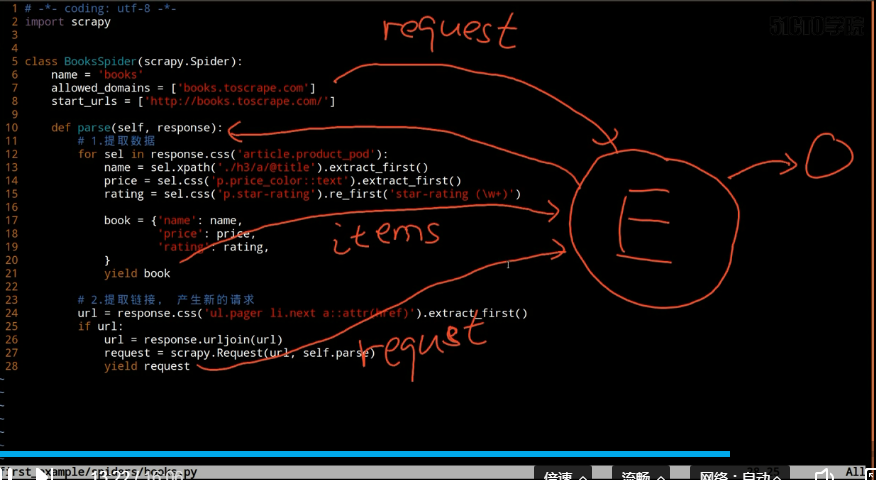 1 # -*- coding: utf-8 -*-
2 import scrapy
3
4
5 class BooksSpider(scrapy.Spider):
6 name = 'books'
7 allowed_domains = ['books.toscrape.com']
8 start_urls = ['http://books.toscrape.com/']
9
10 def parse(self, response):
11 # 1.提取数据
12 for sel in response.css('article.product_pod'):
13 name = sel.xpath('./h3/a/@title').extract_first()
14 price = sel.css('p.price_color::text').extract_first()
15 rating = sel.css('p.star-rating').re_first('star-rating (\w+)')
16
17 book = {'name': name,
18 'price': price,
19 'rating': rating,
20 }
21 yield book
22
23 # 2.提取链接， 产生新的请求
24 url = response.css('ul.pager li.next a::attr(href)').extract_first()
25 if url:
26 url = response.urljoin(url)
27 request = scrapy.Request(url, self.parse)
28 yield request
request
E
items
requst
51CTO学院
first_example/spiders/books.py
28,25
All
13:22 / 16:06
倍速
流畅
网络：自动